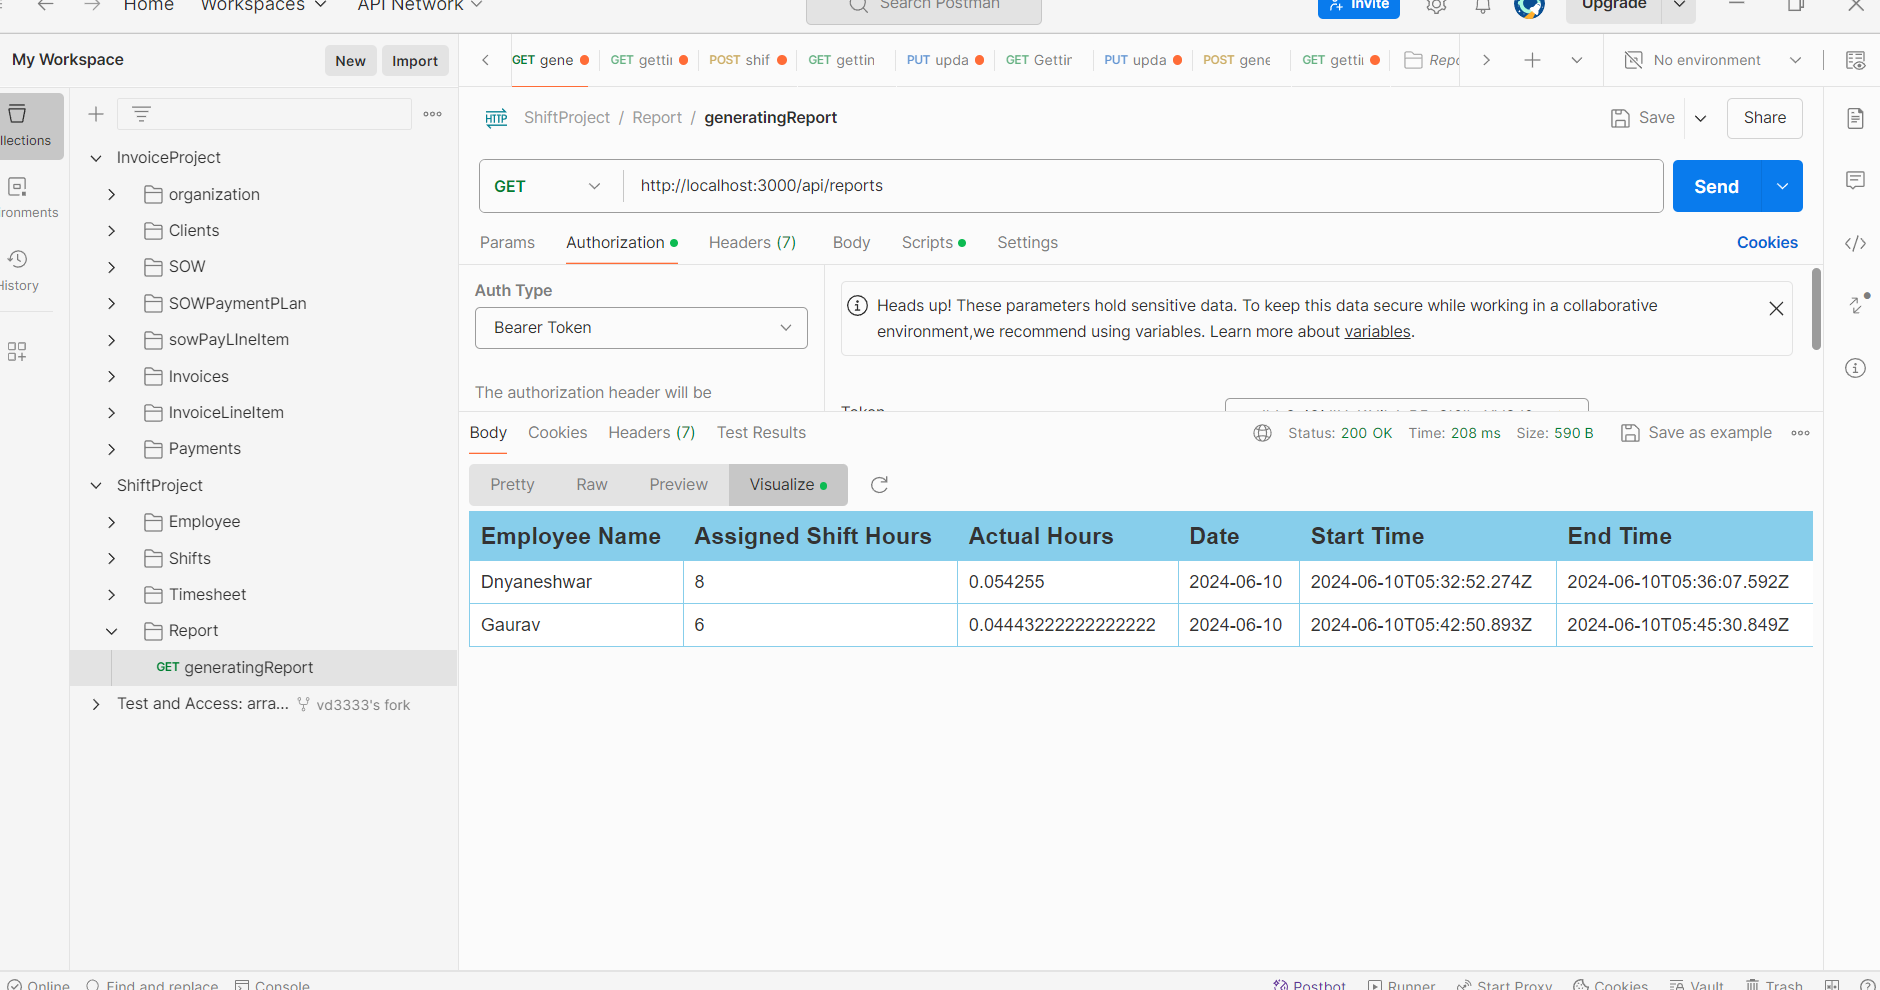 Home Workspaces API Network Search Postman Invite Upgrade
My Workspace New Import
GET gene GET getti POST shif GET gettin PUT upda GET Gettir PUT upda POST gene GET getti Repo No environment
llections
ronments
History
InvoiceProject
organization
Clients
SOW
SOWPaymentPLan
sowPayLIneItem
Invoices
InvoiceLineItem
Payments
ShiftProject
Employee
Shifts
Timesheet
Report
GET generatingReport
Test and Access: arra... vd3333's fork
HTTP ShiftProject / Report / generatingReport Save Share
GET http://localhost:3000/api/reports Send
Params Authorization Headers (7) Body Scripts Settings Cookies
Auth Type
Bearer Token
The authorization header will be
Heads up! These parameters hold sensitive data. To keep this data secure while working in a collaborative
environment,we recommend using variables. Learn more about variables.
Token
Body Cookies Headers (7) Test Results Status: 200 OK Time: 208 ms Size: 590 B Save as example
Pretty Raw Preview Visualize
Employee Name Assigned Shift Hours Actual Hours Date Start Time End Time
Dnyaneshwar 8 0.054255 2024-06-10 2024-06-10T05:32:52.274Z 2024-06-10T05:36:07.592Z
Gaurav 6 0.04443222222222222 2024-06-10 2024-06-10T05:42:50.893Z 2024-06-10T05:45:30.849Z
Online Find and replace Console Postbot Runner Start Proxy Cookies Vault Trash